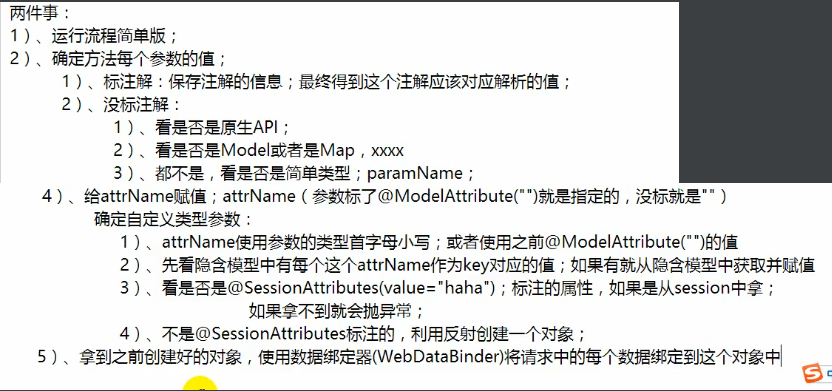 两件事：
1）、运行流程简单版；
2）、确定方法每个参数的值；
1）、标注解：保存注解的信息；最终得到这个注解应该对应解析的值；
2）、没标注解：
1）、看是否是原生API；
2）、看是否是Model或者是Map，xxxx
3）、都不是，看是否是简单类型；paramName；
4）、给attrName赋值；attrName（参数标了@ModelAttribute("")就是指定的，没标就是""）
确定自定义类型参数：
1）、attrName使用参数的类型首字母小写；或者使用之前@ModelAttribute("")的值
2）、先看隐含模型中有每个这个attrName作为key对应的值；如果有就从隐含模型中获取并赋值
3）、看是否是@SessionAttributes(value="haha")；标注的属性，如果是从session中拿；
如果拿不到就会抛异常；
4）、不是@SessionAttributes标注的，利用反射创建一个对象；
5）、拿到之前创建好的对象，使用数据绑定器(WebDataBinder)将请求中的每个数据绑定到这个对象中